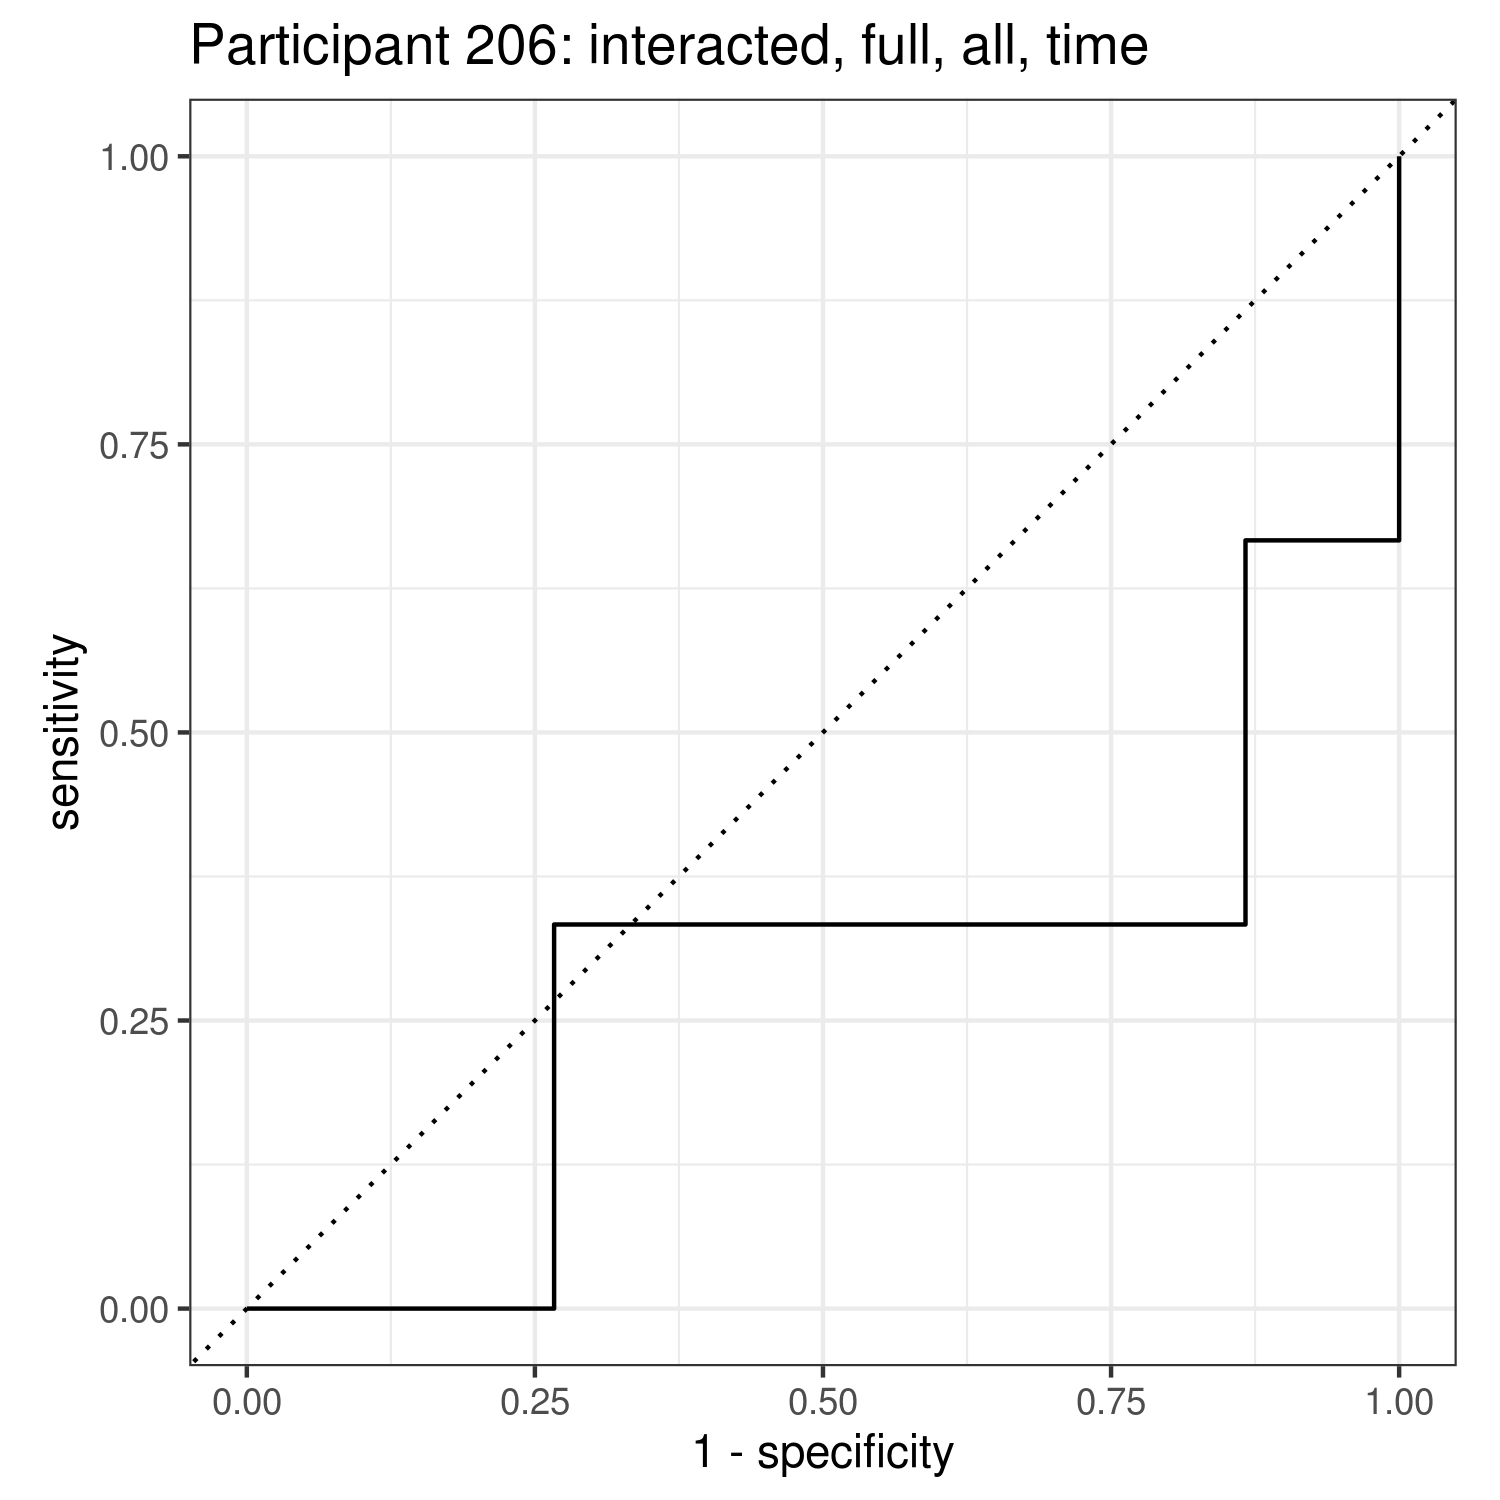 Participant 206: interacted, full, all, time
1.00
0.75
0.50
0.25
0.00
sensitivity
0.00 0.25 0.50 0.75 1.00
1 - specificity